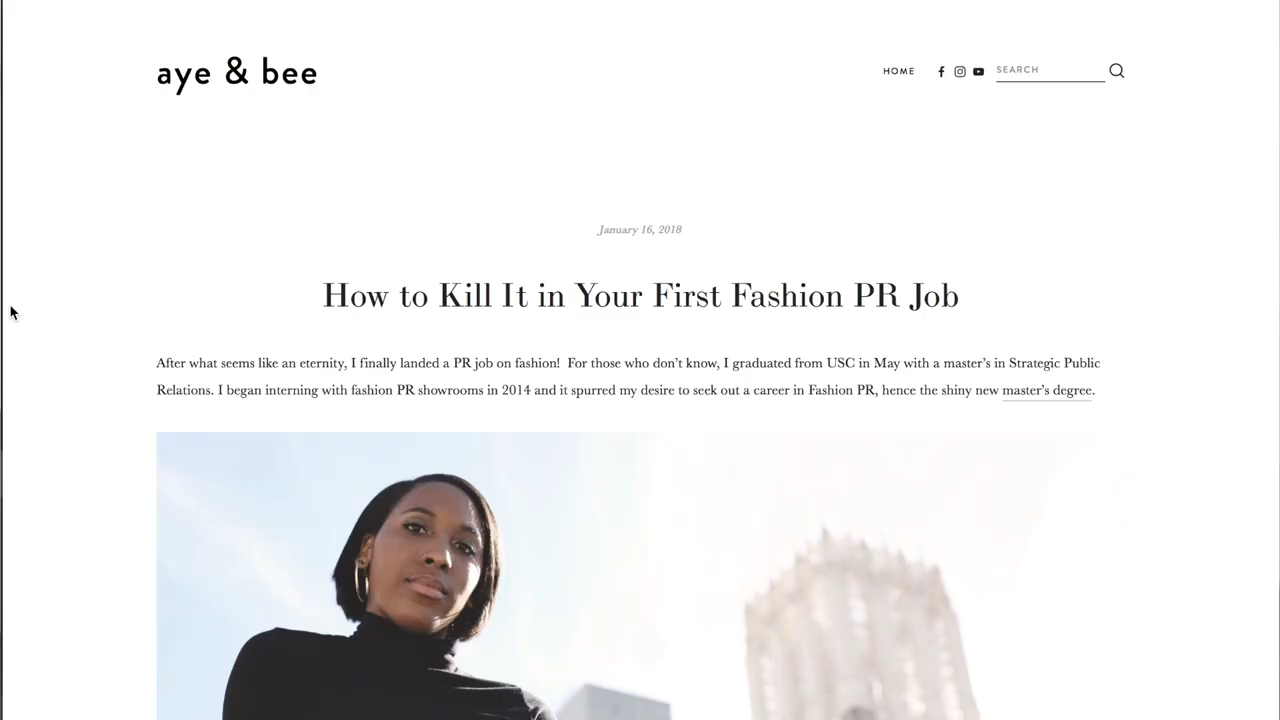 aye & bee
HOME
SEARCH
January 16, 2018
How to Kill It in Your First Fashion PR Job
After what seems like an eternity, I finally landed a PR job on fashion!  For those who don’t know, I graduated from USC in May with a master’s in Strategic Public
Relations. I began interning with fashion PR showrooms in 2014 and it spurred my desire to seek out a career in Fashion PR, hence the shiny new master’s degree.